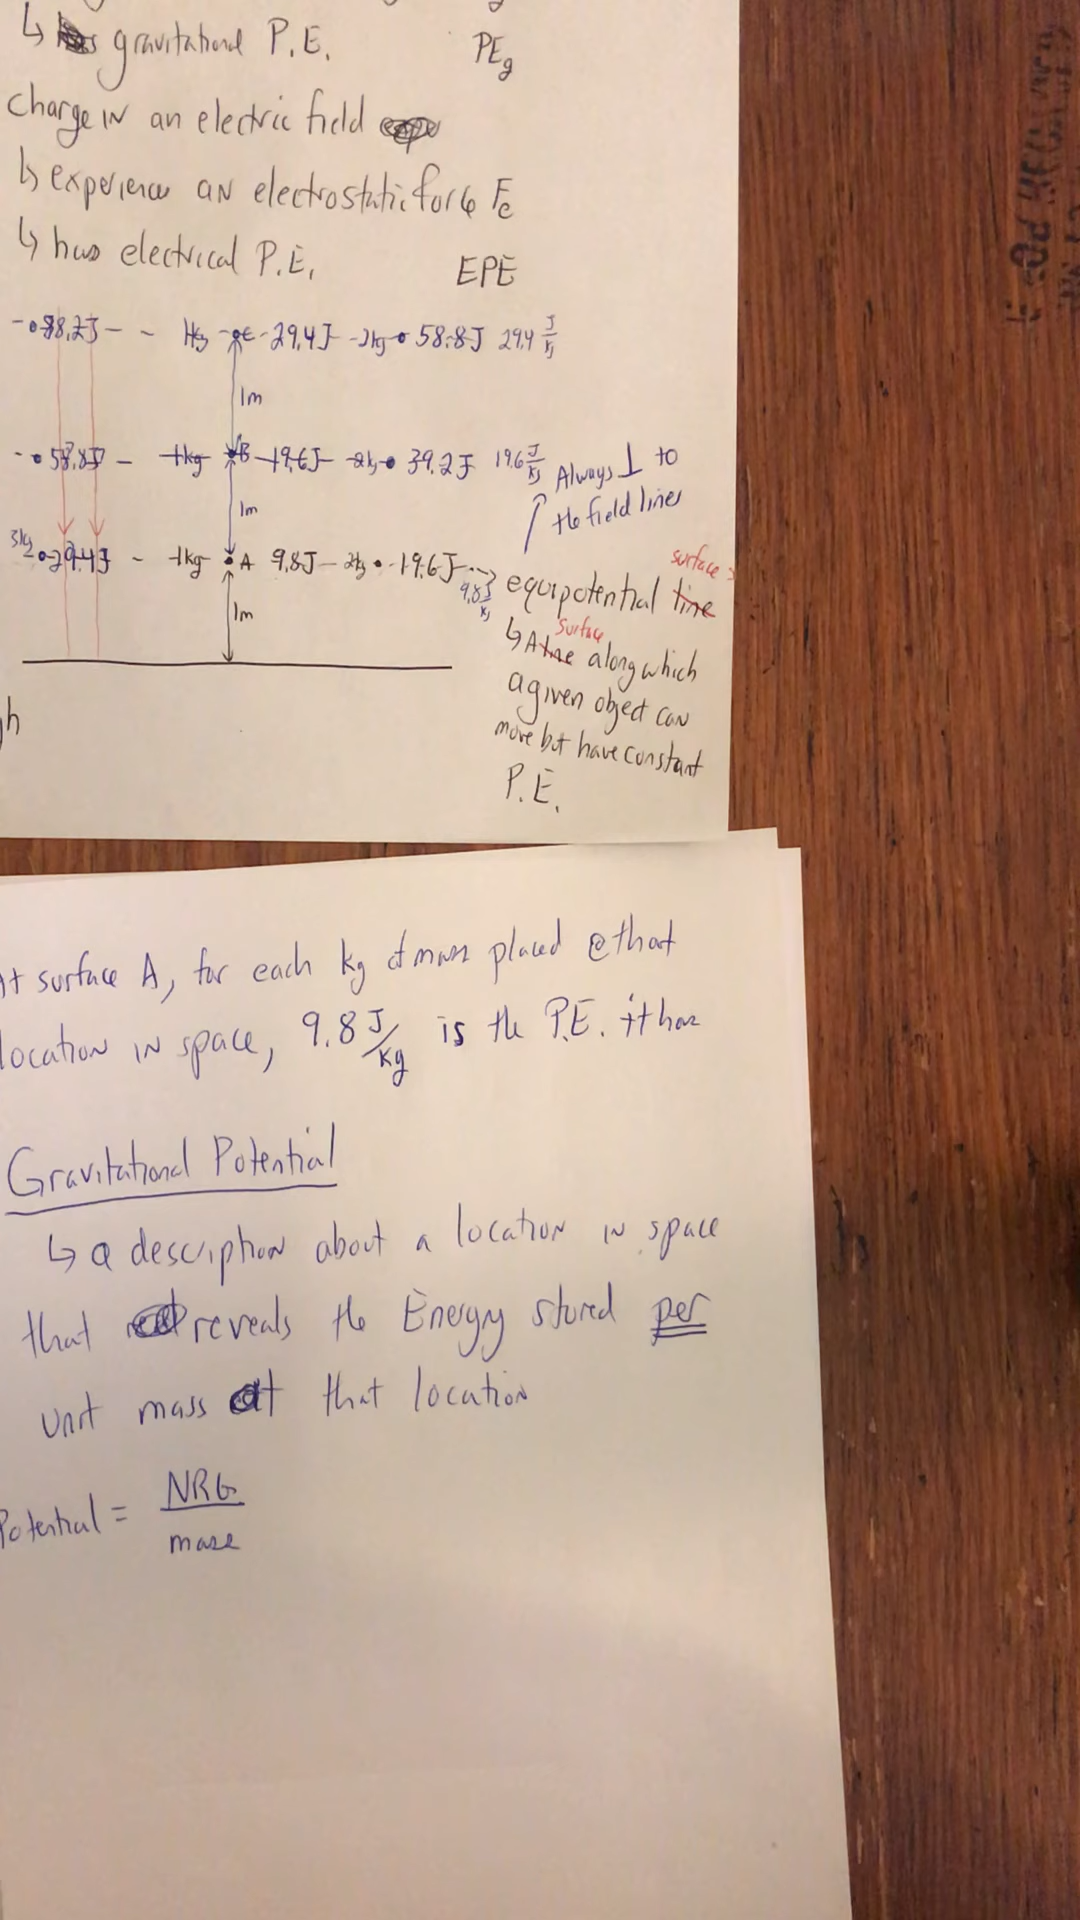 ↳ has gravitational P.E. PEg
charge IN an electric field
↳ experience an electrostatic force Fe
↳ has electrical P.E. EPE
88.2J 1kg C 29.4J 2kg 58.8J 29.4 J/kg
1m
58.8J 1kg B 19.6J 2kg 39.2J 19.6 J/kg
Always ⊥ to
the field lines
1m
3kg 29.4J 1kg A 9.8J 2kg 19.6J 9.8 J/kg
1m
surface
equipotential line
surface
↳ A line along which
a given object can
move but have constant
P.E.
gh
At surface A, for each kg of mass placed @ that
location in space, 9.8 J/kg is the P.E. it has
Gravitational Potential
↳ a description about a location in space
that reveals the Energy stored per
unit mass at that location
Potential = NRG
mass